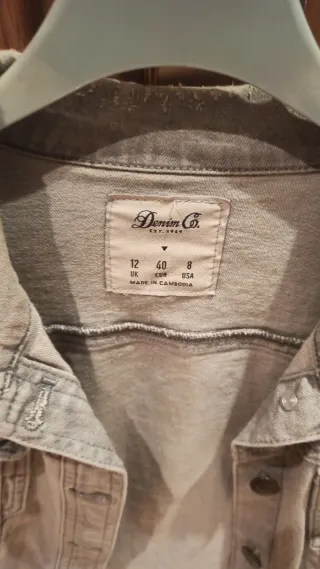 Denim Co.
EST. 1969
12 40 8
UK EUR USA
MADE IN CAMBODIA